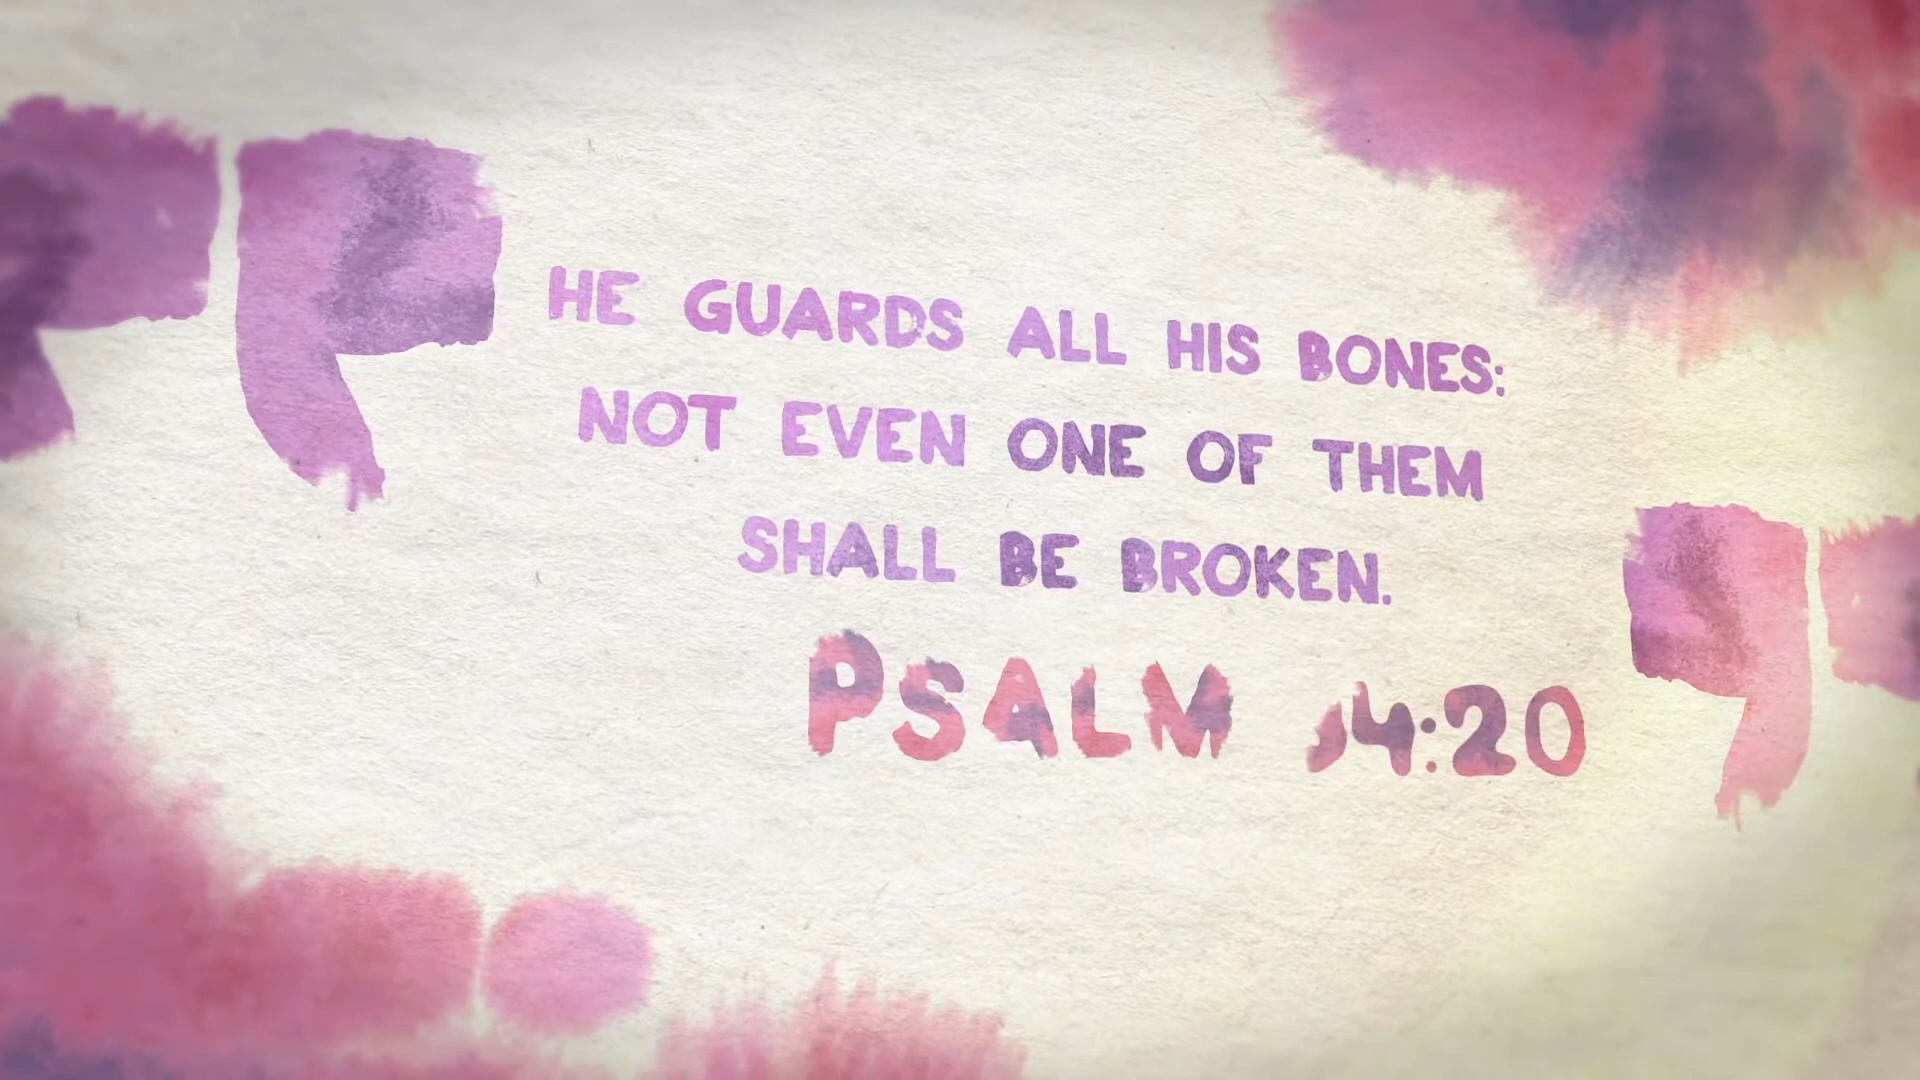 HE GUARDS ALL HIS BONES:
NOT EVEN ONE OF THEM
SHALL BE BROKEN.
PSALM 4:20